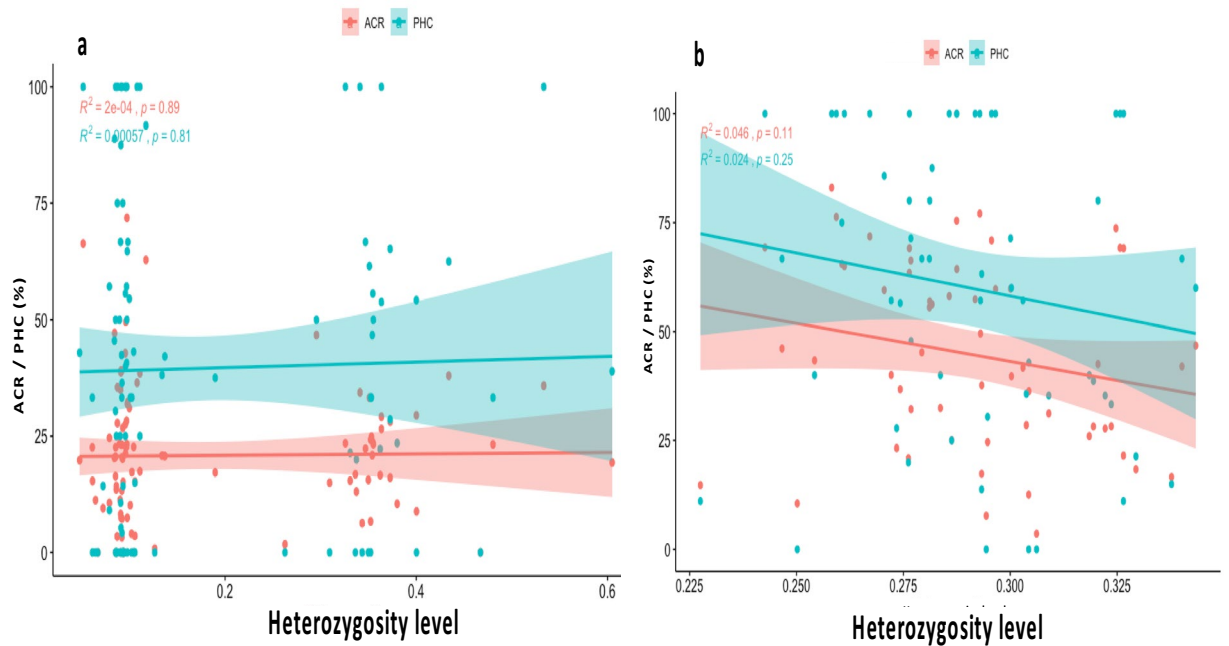 ACR PHC
a
100
75
50
25
0
R² = 2e-04 , p = 0.89
R² = 0.00057 , p = 0.81
ACR / PHC (%)
0.2 0.4 0.6
Heterozygosity level
ACR PHC
b
100
75
50
25
0
R² = 0.046 , p = 0.11
R² = 0.024 , p = 0.25
ACR / PHC (%)
0.225 0.250 0.275 0.300 0.325
Heterozygosity level